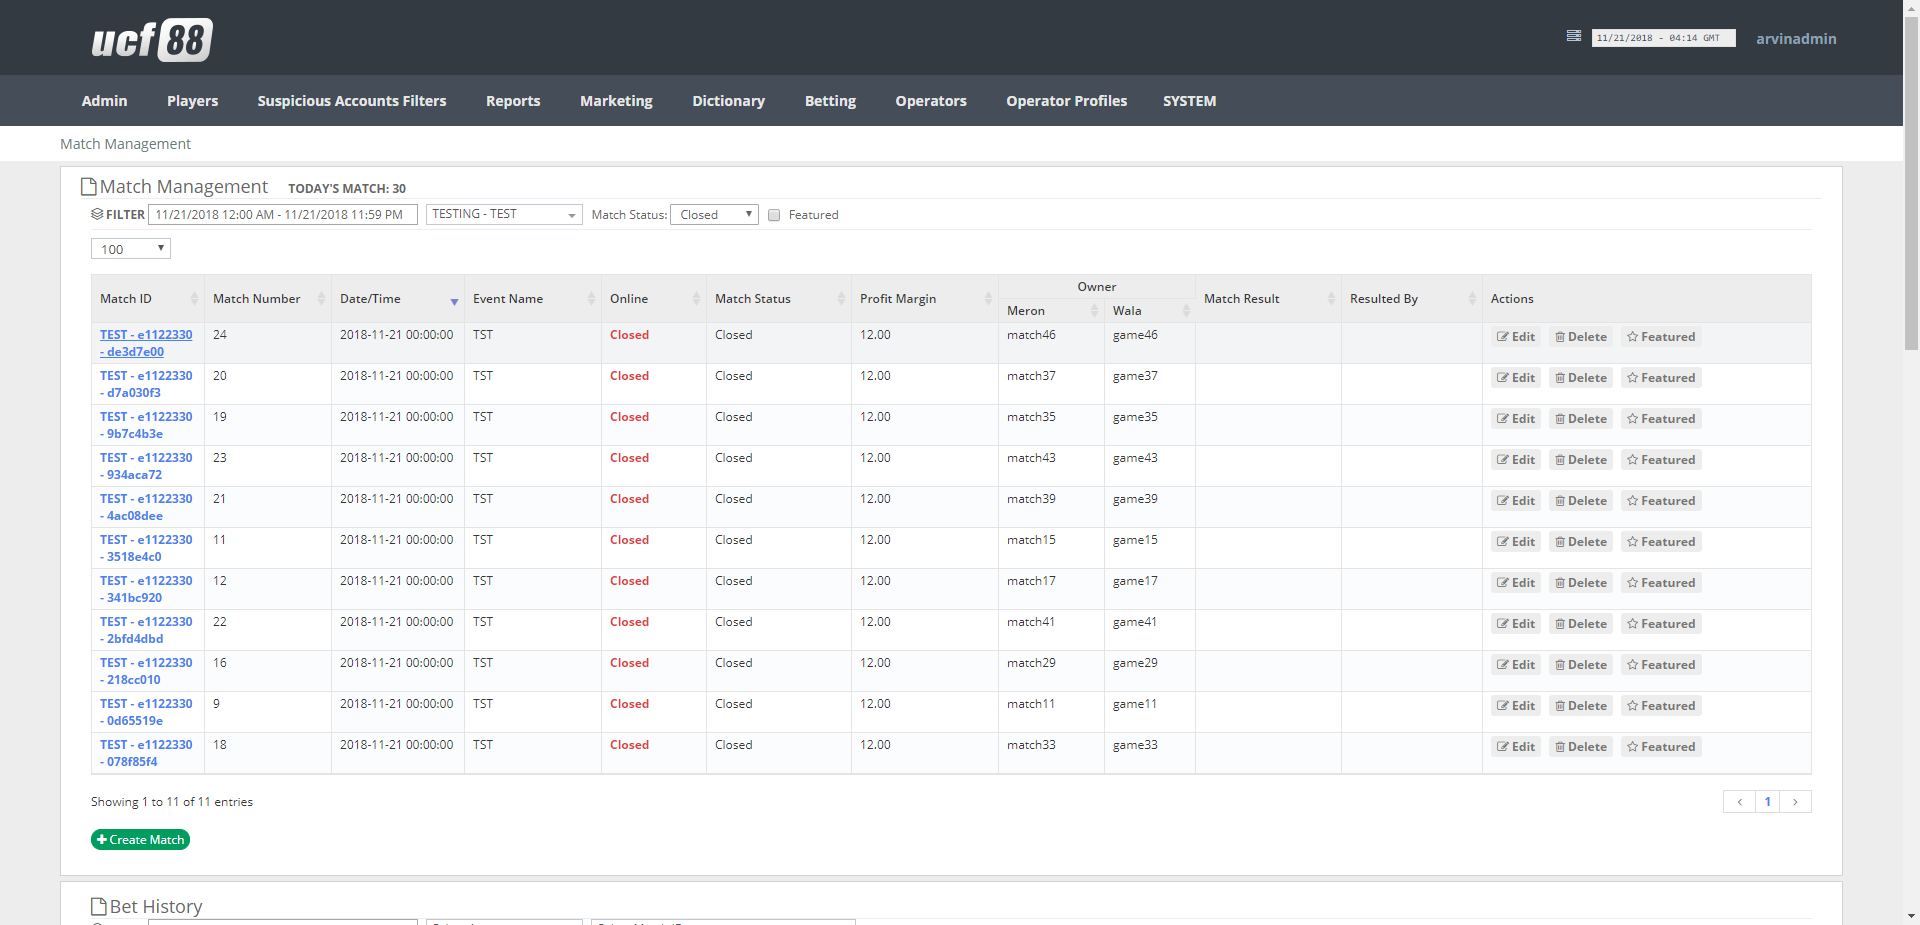 ucf 88
11/21/2018 - 04:14 GMT
arvinadmin
Admin Players Suspicious Accounts Filters Reports Marketing Dictionary Betting Operators Operator Profiles SYSTEM
Match Management
Match Management TODAY'S MATCH: 30
FILTER 11/21/2018 12:00 AM - 11/21/2018 11:59 PM TESTING - TEST Match Status: Closed Featured
100
Owner
Match ID Match Number Date/Time Event Name Online Match Status Profit Margin Match Result Resulted By Actions
Meron Wala
TEST - e1122330 24 2018-11-21 00:00:00 TST Closed Closed 12.00 match46 game46 Edit Delete Featured
- de3d7e00
TEST - e1122330 20 2018-11-21 00:00:00 TST Closed Closed 12.00 match37 game37 Edit Delete Featured
- d7a030f3
TEST - e1122330 19 2018-11-21 00:00:00 TST Closed Closed 12.00 match35 game35 Edit Delete Featured
- 9b7c4b3e
TEST - e1122330 23 2018-11-21 00:00:00 TST Closed Closed 12.00 match43 game43 Edit Delete Featured
- 934aca72
TEST - e1122330 21 2018-11-21 00:00:00 TST Closed Closed 12.00 match39 game39 Edit Delete Featured
- 4ac08dee
TEST - e1122330 11 2018-11-21 00:00:00 TST Closed Closed 12.00 match15 game15 Edit Delete Featured
- 3518e4c0
TEST - e1122330 12 2018-11-21 00:00:00 TST Closed Closed 12.00 match17 game17 Edit Delete Featured
- 341bc920
TEST - e1122330 22 2018-11-21 00:00:00 TST Closed Closed 12.00 match41 game41 Edit Delete Featured
- 2bfd4dbd
TEST - e1122330 16 2018-11-21 00:00:00 TST Closed Closed 12.00 match29 game29 Edit Delete Featured
- 218cc010
TEST - e1122330 9 2018-11-21 00:00:00 TST Closed Closed 12.00 match11 game11 Edit Delete Featured
- 0d65519e
TEST - e1122330 18 2018-11-21 00:00:00 TST Closed Closed 12.00 match33 game33 Edit Delete Featured
- 078f85f4
Showing 1 to 11 of 11 entries
‹ 1 ›
Create Match
Bet History